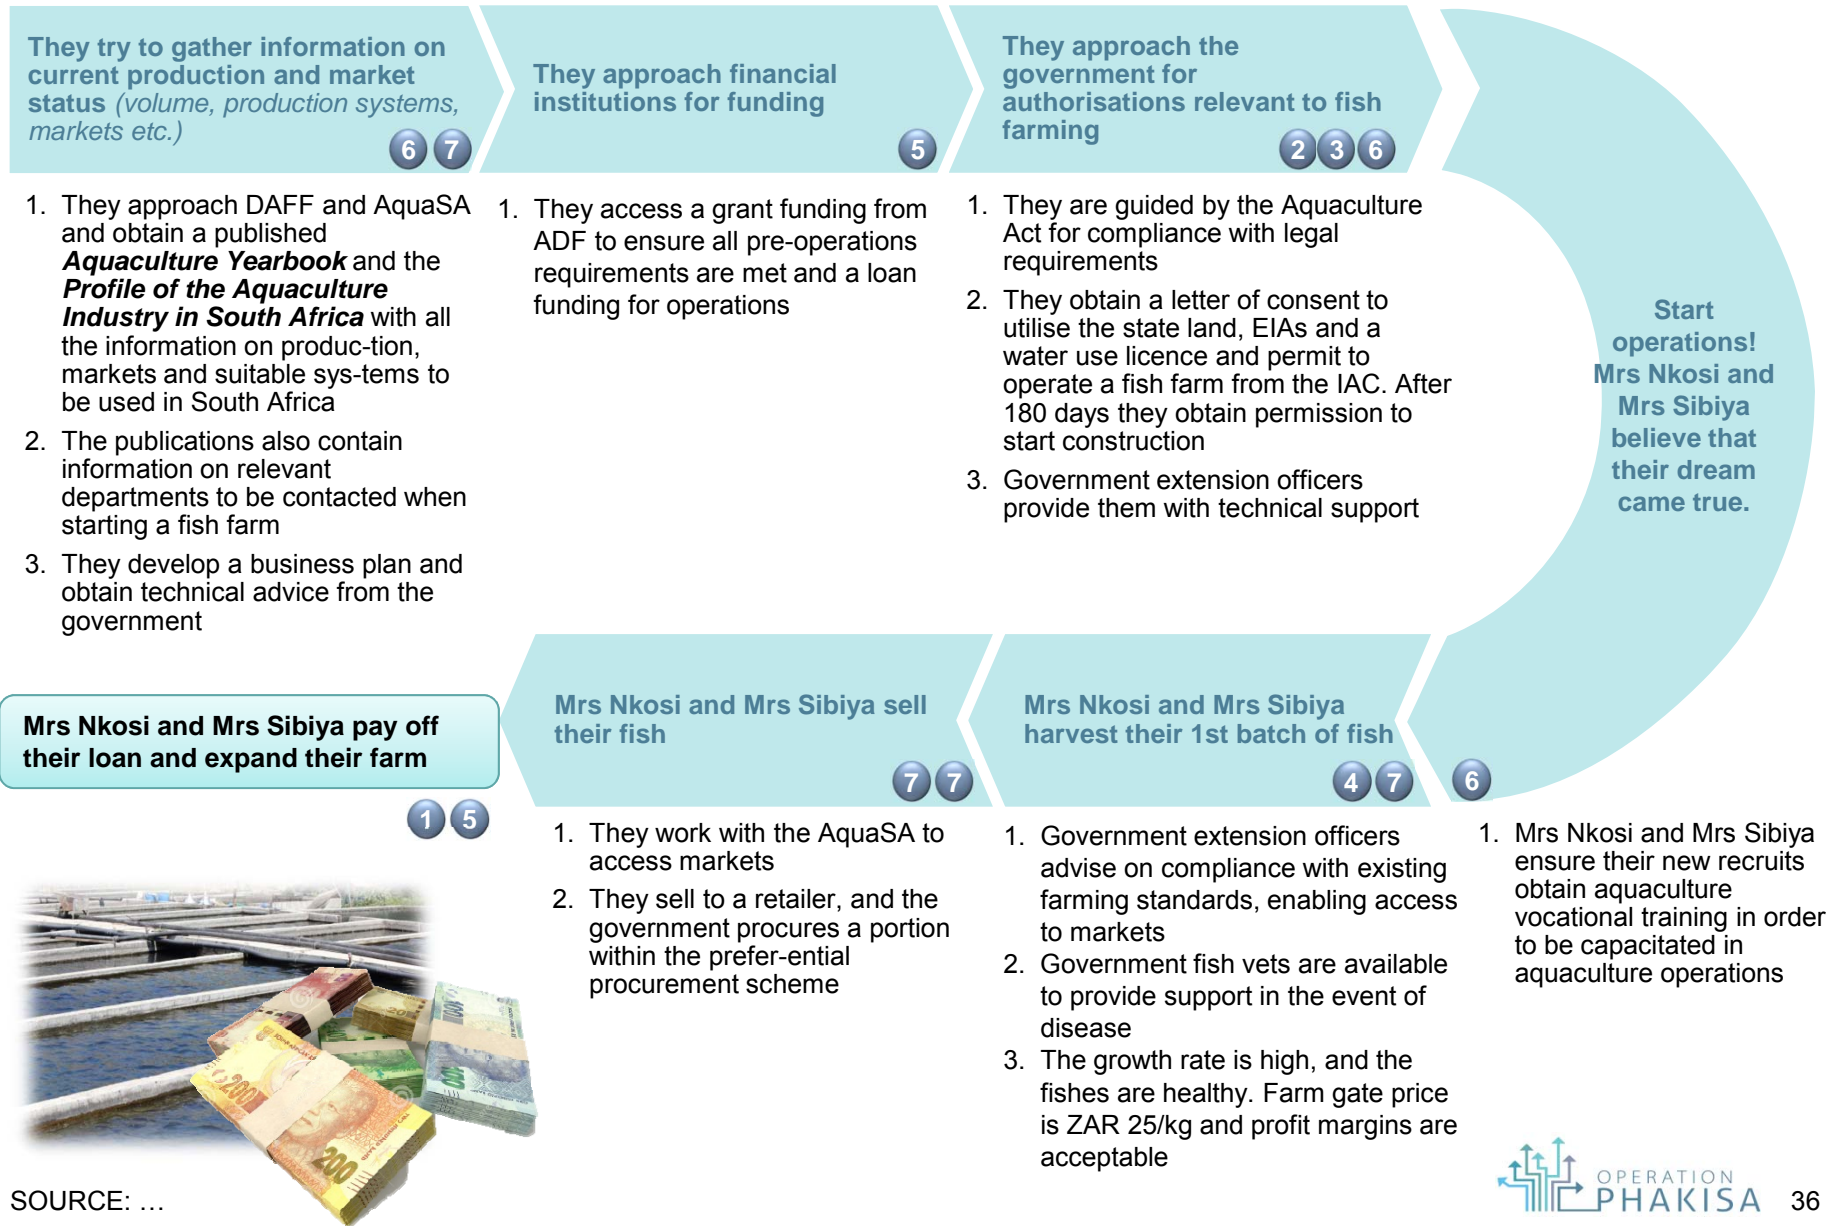 They try to gather information on
current production and market
status (volume, production systems,
markets etc.)
6 7
They approach financial
institutions for funding
5
They approach the
government for
authorisations relevant to fish
farming
2 3 6
1. They approach DAFF and AquaSA
and obtain a published
Aquaculture Yearbook and the
Profile of the Aquaculture
Industry in South Africa with all
the information on produc-tion,
markets and suitable sys-tems to
be used in South Africa
2. The publications also contain
information on relevant
departments to be contacted when
starting a fish farm
3. They develop a business plan and
obtain technical advice from the
government
1. They access a grant funding from
ADF to ensure all pre-operations
requirements are met and a loan
funding for operations
1. They are guided by the Aquaculture
Act for compliance with legal
requirements
2. They obtain a letter of consent to
utilise the state land, EIAs and a
water use licence and permit to
operate a fish farm from the IAC. After
180 days they obtain permission to
start construction
3. Government extension officers
provide them with technical support
Start
operations!
Mrs Nkosi and
Mrs Sibiya
believe that
their dream
came true.
6
1. Mrs Nkosi and Mrs Sibiya
ensure their new recruits
obtain aquaculture
vocational training in order
to be capacitated in
aquaculture operations
Mrs Nkosi and Mrs Sibiya
harvest their 1st batch of fish
4 7
1. Government extension officers
advise on compliance with existing
farming standards, enabling access
to markets
2. Government fish vets are available
to provide support in the event of
disease
3. The growth rate is high, and the
fishes are healthy. Farm gate price
is ZAR 25/kg and profit margins are
acceptable
Mrs Nkosi and Mrs Sibiya sell
their fish
7 7
1. They work with the AquaSA to
access markets
2. They sell to a retailer, and the
government procures a portion
within the prefer-ential
procurement scheme
Mrs Nkosi and Mrs Sibiya pay off
their loan and expand their farm
1 5
200
200
20
100
100
SOURCE: …
OPERATION
PHAKISA
36